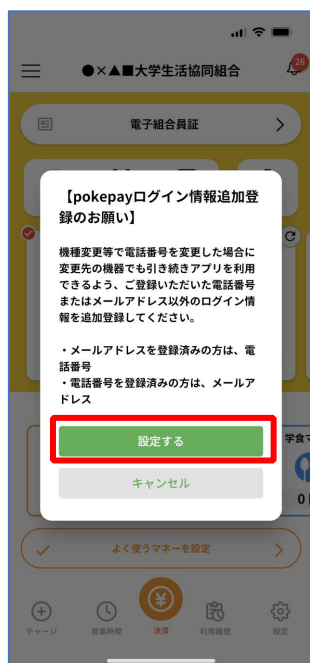 26
●×▲■大学生活協同組合
電子組合員証
【pokepayログイン情報追加登
録のお願い】
機種変更等で電話番号を変更した場合に
変更先の機器でも引き続きアプリを利用
できるよう、ご登録いただいた電話番号
またはメールアドレス以外のログイン情
報を追加登録してください。
・メールアドレスを登録済みの方は、電
話番号
・電話番号を登録済みの方は、メールア
ドレス
設定する
学食マ
キャンセル
0
よく使うマネーを設定
チャージ 営業時間 決済 利用履歴 設定